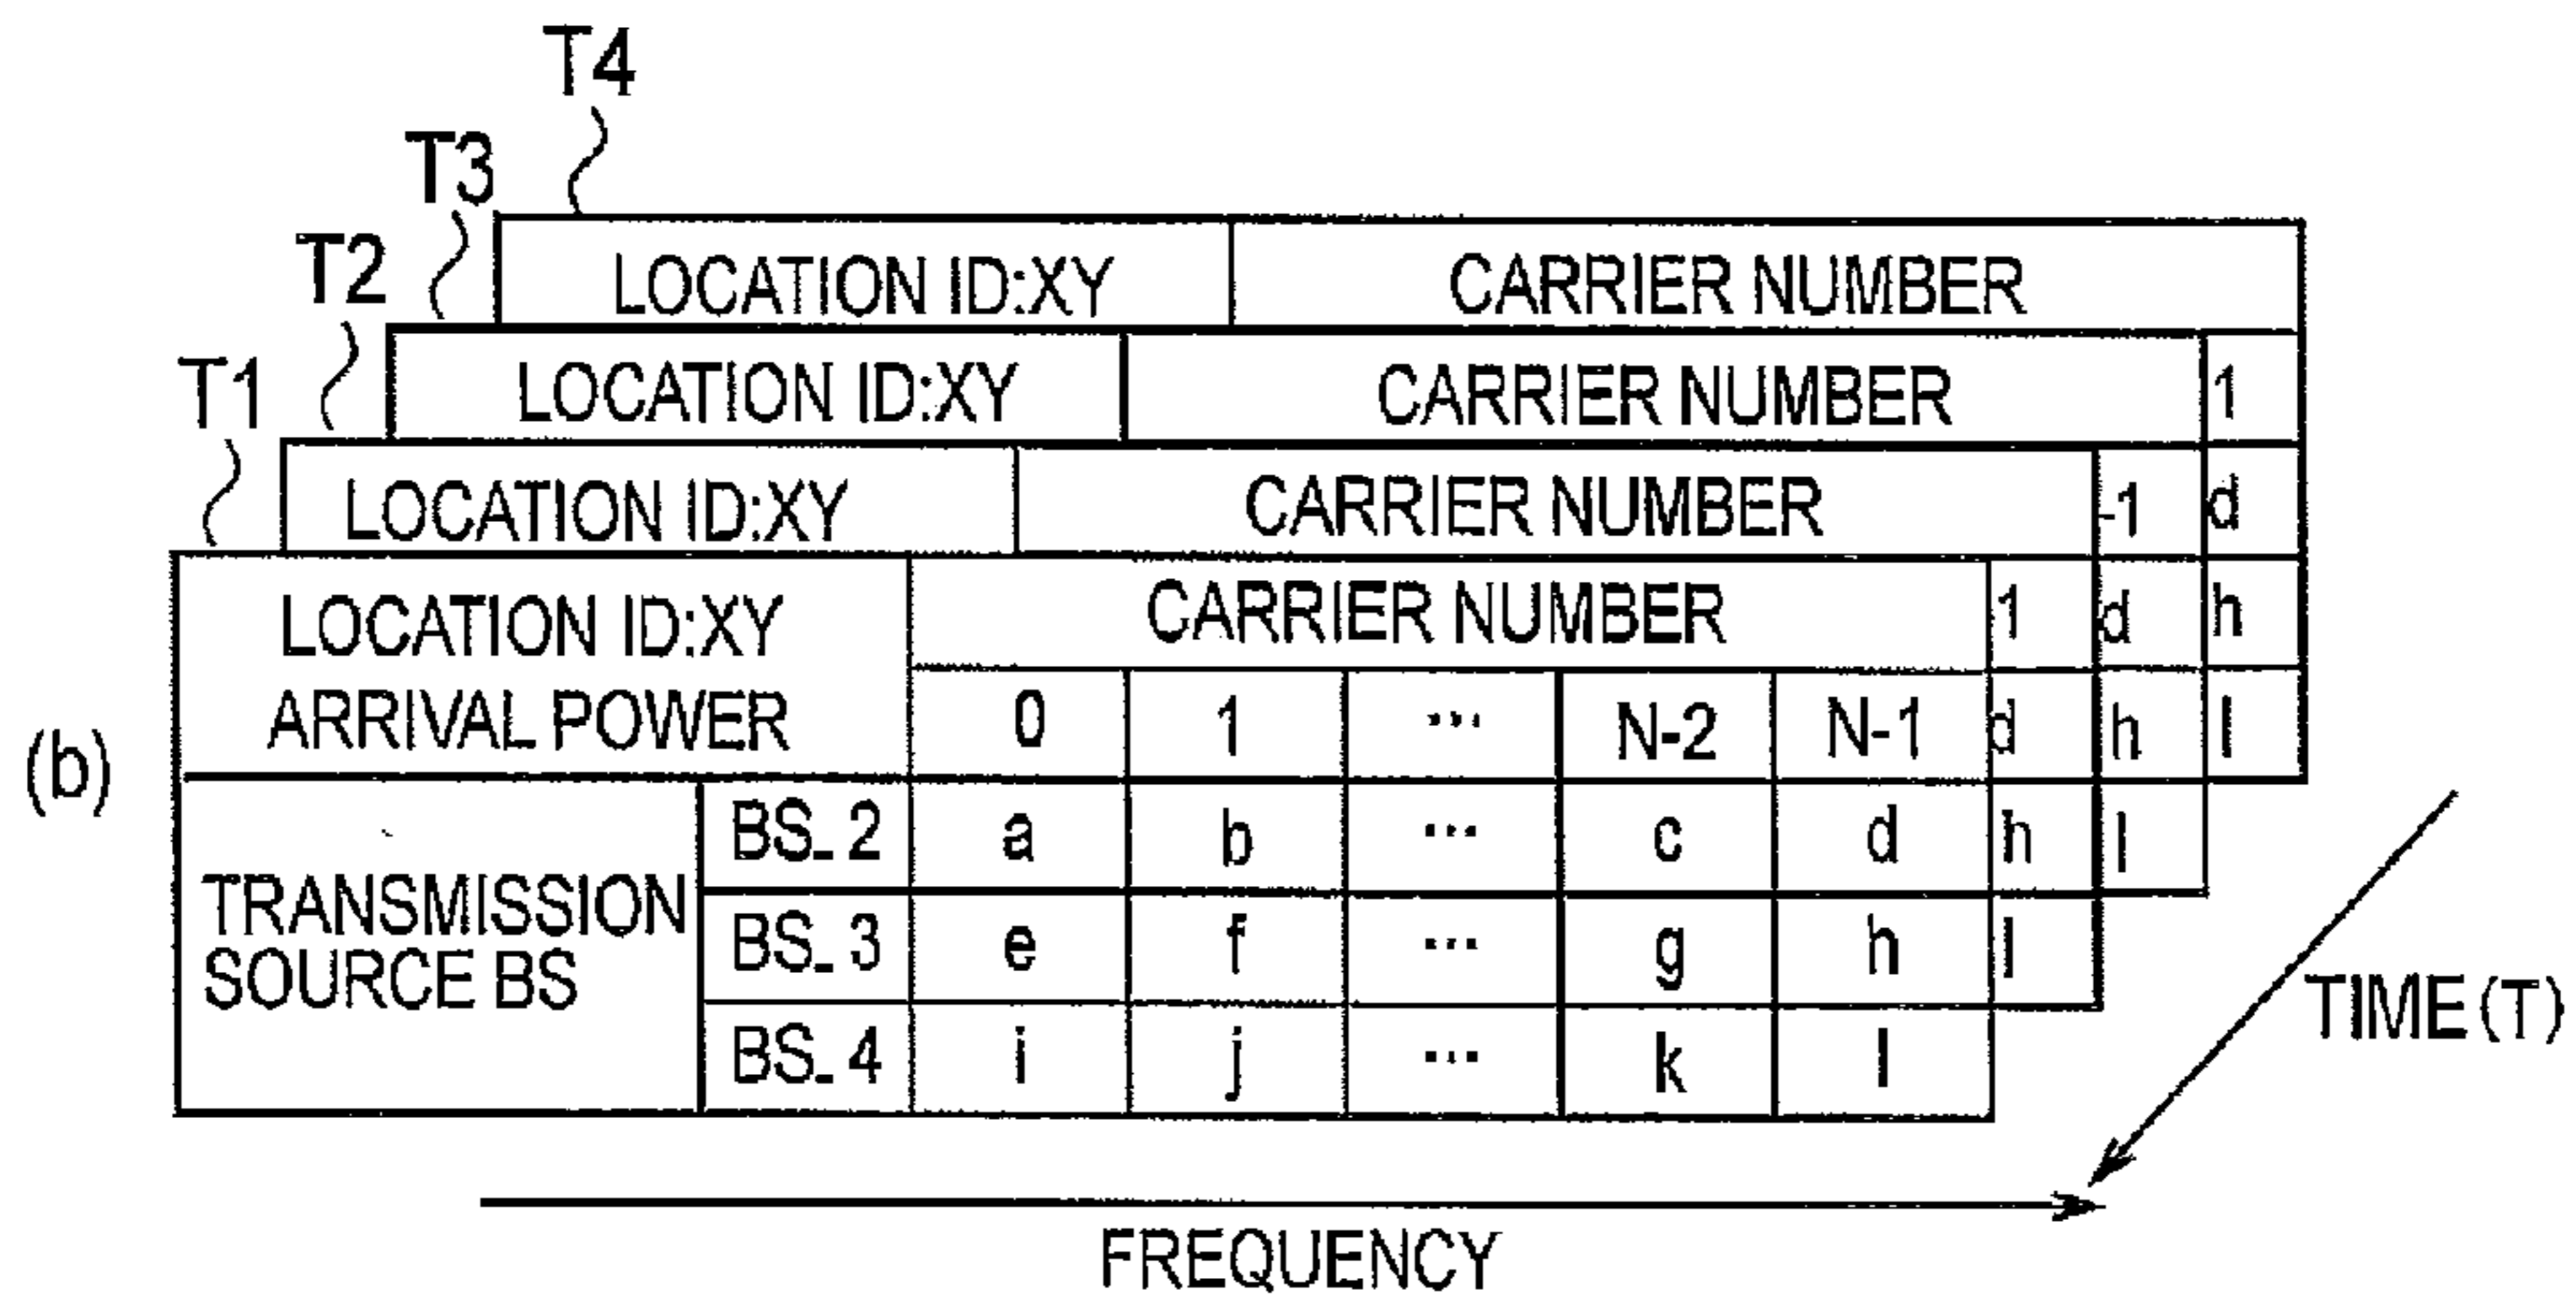 T4
T3
T2
T1
LOCATION ID:XY CARRIER NUMBER
LOCATION ID:XY CARRIER NUMBER 1
LOCATION ID:XY CARRIER NUMBER -1 d
LOCATION ID:XY CARRIER NUMBER 1 d h
ARRIVAL POWER 0 1 ... N-2 N-1 d h l
(b)
BS_2 a b ... c d h l
TRANSMISSION
SOURCE BS
BS_3 e f ... g h l
BS_4 i j ... k l
TIME (T)
FREQUENCY